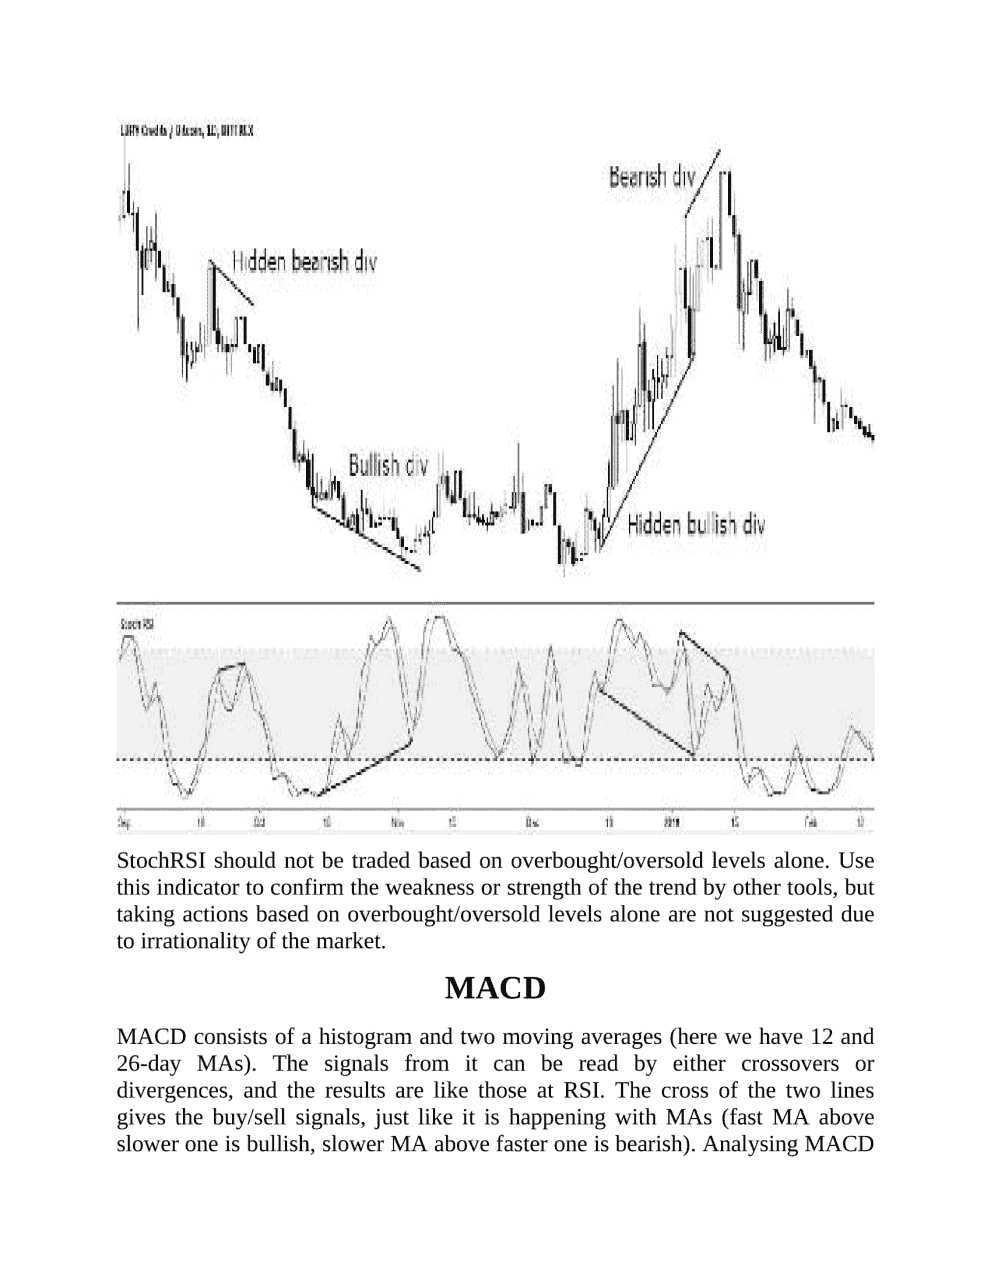 Bearish div
Hidden bearish div
Bullish div
Hidden bullish div
Stoch RSI
Sep
Oct
Nov
Dec
Feb
StochRSI should not be traded based on overbought/oversold levels alone. Use
this indicator to confirm the weakness or strength of the trend by other tools, but
taking actions based on overbought/oversold levels alone are not suggested due
to irrationality of the market.
MACD
MACD consists of a histogram and two moving averages (here we have 12 and
26-day MAs). The signals from it can be read by either crossovers or
divergences, and the results are like those at RSI. The cross of the two lines
gives the buy/sell signals, just like it is happening with MAs (fast MA above
slower one is bullish, slower MA above faster one is bearish). Analysing MACD